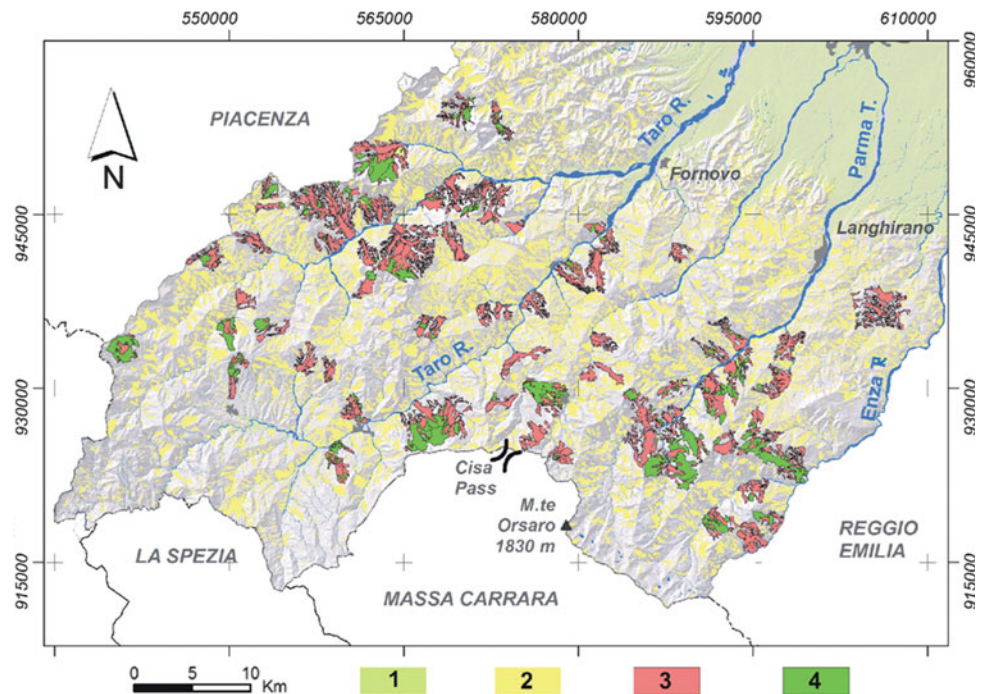 550000 565000 580000 595000 610000
960000
PIACENZA
N
Taro R.
Parma T.
Fornovo
945000
945000
Langhirano
Taro R.
Enza R.
930000
930000
Cisa
Pass
M.te
Orsaro
1830 m
REGGIO
EMILIA
LA SPEZIA
915000
915000
MASSA CARRARA
0 5 10
Km
1 2 3 4